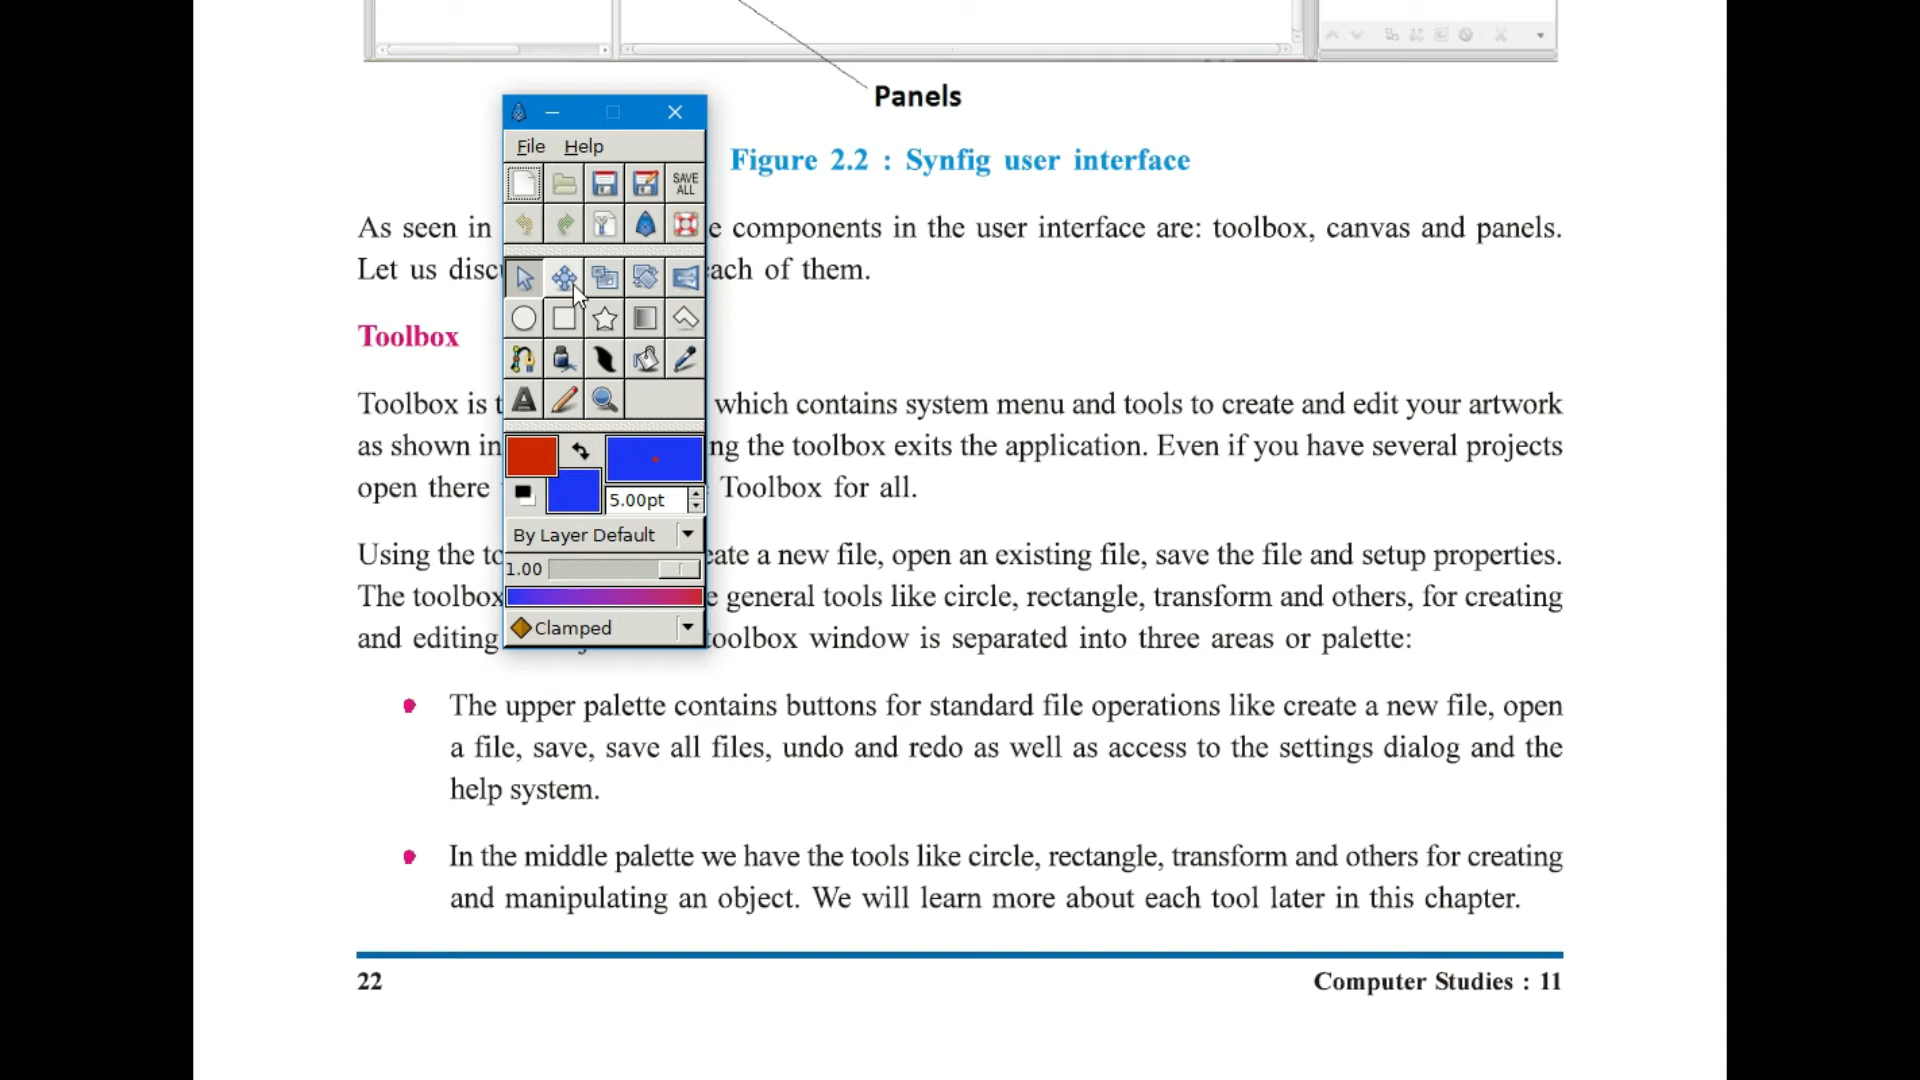 Panels
File Help
SAVE ALL
Figure 2.2 : Synfig user interface
As seen in e components in the user interface are: toolbox, canvas and panels.
Let us disc each of them.
Toolbox
Toolbox is which contains system menu and tools to create and edit your artwork
as shown in ng the toolbox exits the application. Even if you have several projects
open there Toolbox for all.
5.00pt
By Layer Default
Using the to eate a new file, open an existing file, save the file and setup properties.
1.00
The toolbox e general tools like circle, rectangle, transform and others, for creating
Clamped
and editing toolbox window is separated into three areas or palette:
The upper palette contains buttons for standard file operations like create a new file, open
a file, save, save all files, undo and redo as well as access to the settings dialog and the
help system.
In the middle palette we have the tools like circle, rectangle, transform and others for creating
and manipulating an object. We will learn more about each tool later in this chapter.
22 Computer Studies : 11